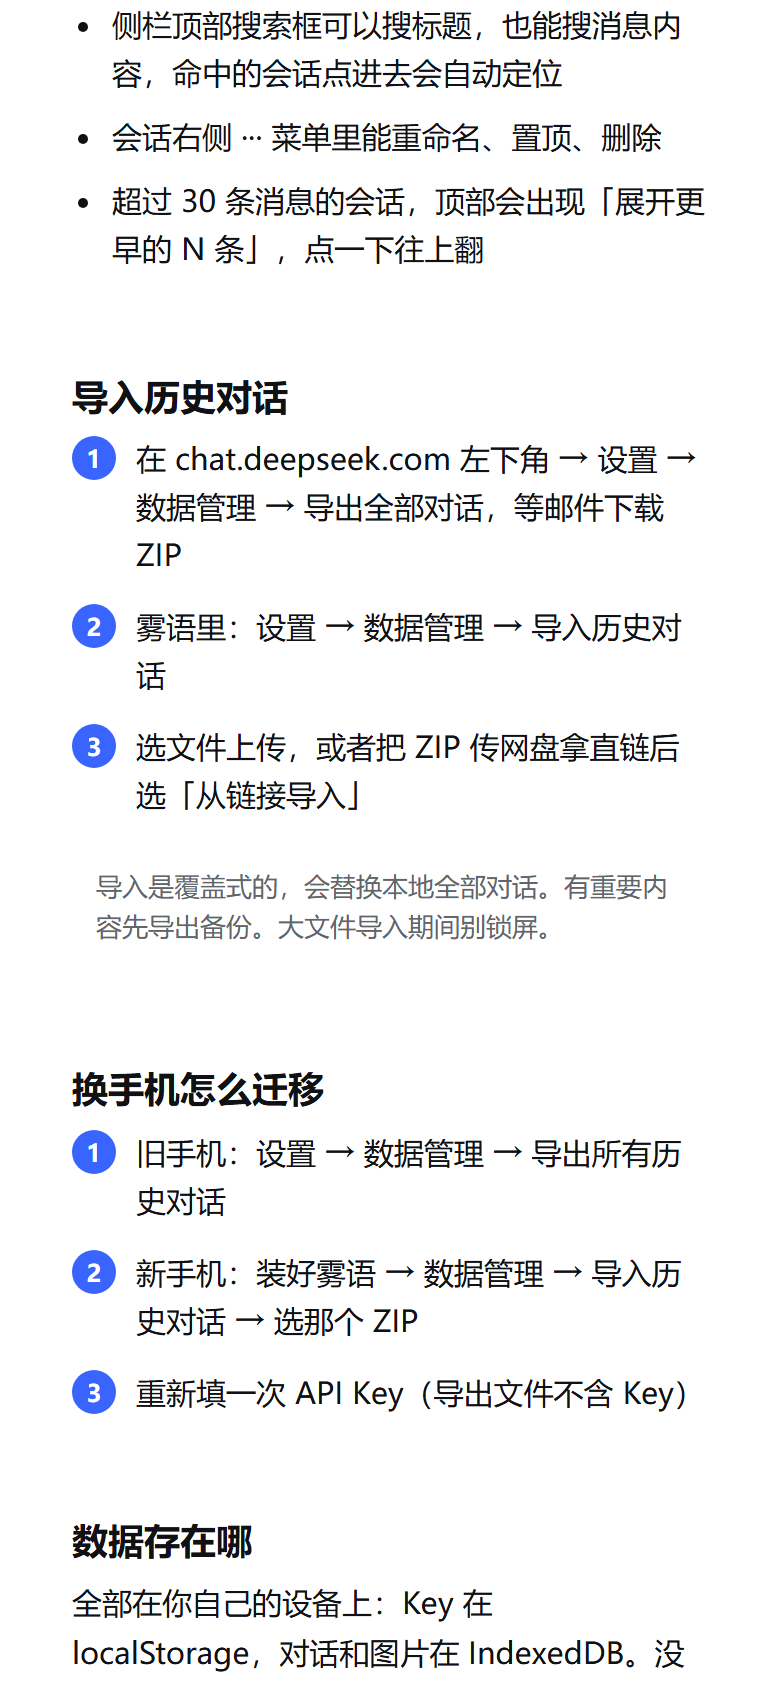 侧栏顶部搜索框可以搜标题，也能搜消息内
容，命中的会话点进去会自动定位
会话右侧 ··· 菜单里能重命名、置顶、删除
超过 30 条消息的会话，顶部会出现「展开更
早的 N 条」，点一下往上翻
导入历史对话
1 在 chat.deepseek.com 左下角 → 设置 →
数据管理 → 导出全部对话，等邮件下载
ZIP
2 雾语里：设置 → 数据管理 → 导入历史对
话
3 选文件上传，或者把 ZIP 传网盘拿直链后
选「从链接导入」
导入是覆盖式的，会替换本地全部对话。有重要内
容先导出备份。大文件导入期间别锁屏。
换手机怎么迁移
1 旧手机：设置 → 数据管理 → 导出所有历
史对话
2 新手机：装好雾语 → 数据管理 → 导入历
史对话 → 选那个 ZIP
3 重新填一次 API Key（导出文件不含 Key）
数据存在哪
全部在你自己的设备上：Key 在
localStorage，对话和图片在 IndexedDB。没